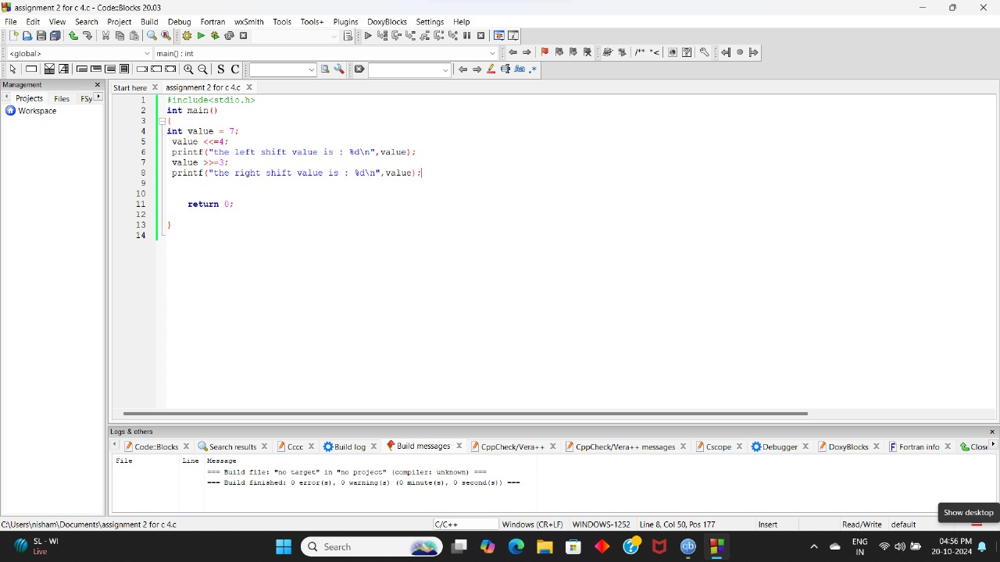 assignment 2 for c 4.c - Code::Blocks 20.03
File Edit View Search Project Build Debug Fortran wxSmith Tools Tools+ Plugins DoxyBlocks Settings Help
<global> main() : int
/** *<
S C Aa .*
Management
Projects Files FSy
Workspace
Start here assignment 2 for c 4.c
1 #include<stdio.h>
2 int main()
3 {
4 int value = 7;
5 value <<=4;
6 printf("the left shift value is : %d\n",value);
7 value >>=3;
8 printf("the right shift value is : %d\n",value);
9
10
11 return 0;
12
13 }
14
Logs & others
Code::Blocks Search results Cccc Build log Build messages CppCheck/Vera++ CppCheck/Vera++ messages Cscope Debugger DoxyBlocks Fortran info Close
File Line Message
=== Build file: "no target" in "no project" (compiler: unknown) ===
=== Build finished: 0 error(s), 0 warning(s) (0 minute(s), 0 second(s)) ===
Show desktop
C:\Users\nisham\Documents\assignment 2 for c 4.c C/C++ Windows (CR+LF) WINDOWS-1252 Line 8, Col 50, Pos 177 Insert Read/Write default
SL - WI
Live
Search
qb
ENG
IN
04:56 PM
20-10-2024